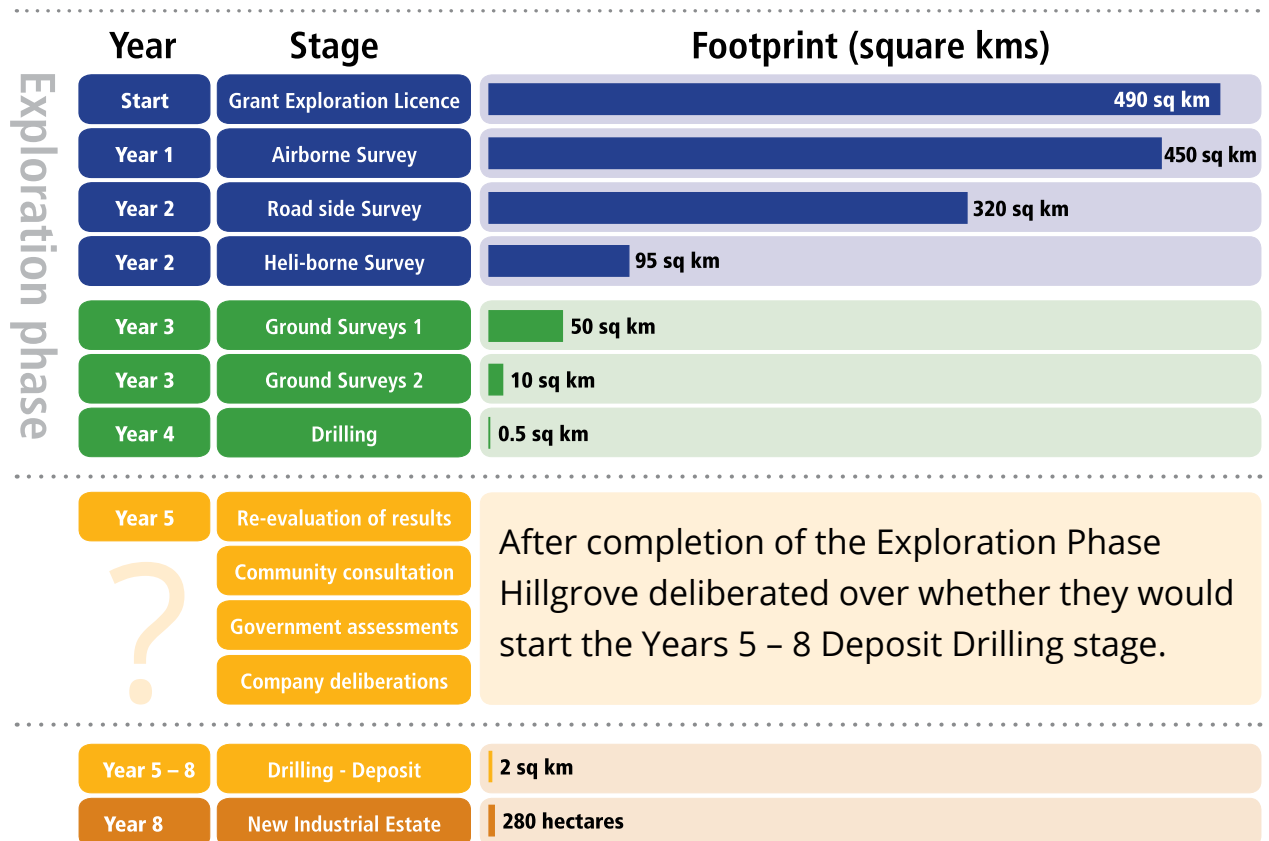 Year Stage Footprint (square kms)
Exploration phase
Start Grant Exploration Licence 490 sq km
Year 1 Airborne Survey 450 sq km
Year 2 Road side Survey 320 sq km
Year 2 Heli-borne Survey 95 sq km
Year 3 Ground Surveys 1 50 sq km
Year 3 Ground Surveys 2 10 sq km
Year 4 Drilling 0.5 sq km
Year 5 Re-evaluation of results
?
Community consultation
Government assessments
Company deliberations
After completion of the Exploration Phase
Hillgrove deliberated over whether they would
start the Years 5 – 8 Deposit Drilling stage.
Year 5 – 8 Drilling - Deposit 2 sq km
Year 8 New Industrial Estate 280 hectares